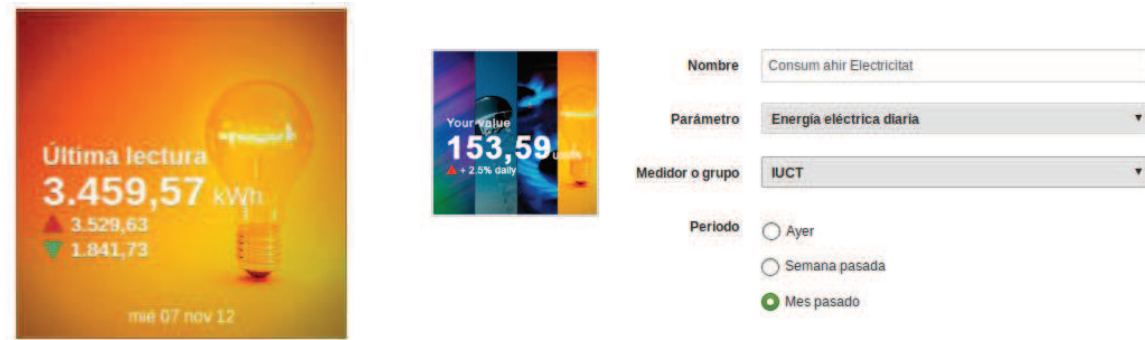 Última lectura
3.459,57 kWh
3.529,63
1.841,73
mié 07 nov 12
Your value
153,59 units
+ 2.5% daily
Nombre
Consum ahir Electricitat
Parámetro
Energía eléctrica diaria
Medidor o grupo
IUCT
Periodo
Ayer
Semana pasada
Mes pasado